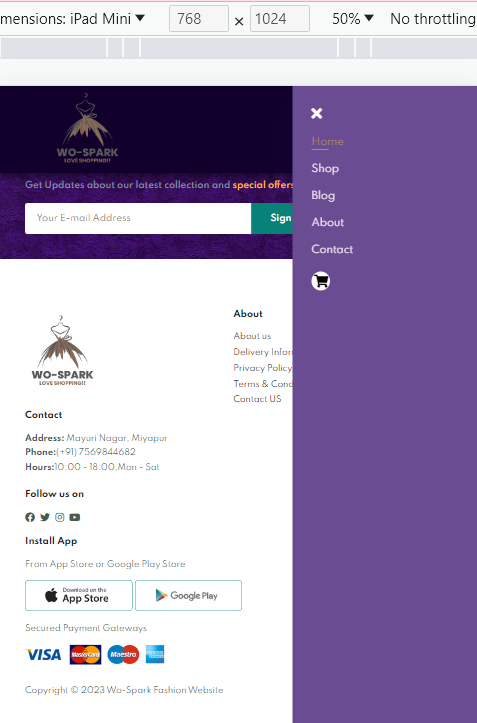 mensions: iPad Mini 768 × 1024 50% No throttling
WO-SPARK
LOVE SHOPPING!!
Home
Shop
Blog
About
Contact
Get Updates about our latest collection and special offers
Your E-mail Address
Sign
WO-SPARK
LOVE SHOPPING!!
About
About us
Delivery Infor
Privacy Policy
Terms & Cond
Contact US
Contact
Address: Mayuri Nagar, Miyapur
Phone:(+91) 7569844682
Hours:10:00 - 18:00,Mon - Sat
Follow us on
Install App
From App Store or Google Play Store
Download on the
App Store
Google Play
Secured Payment Gateways
VISA MasterCard Maestro
Copyright © 2023 Wo-Spark Fashion Website